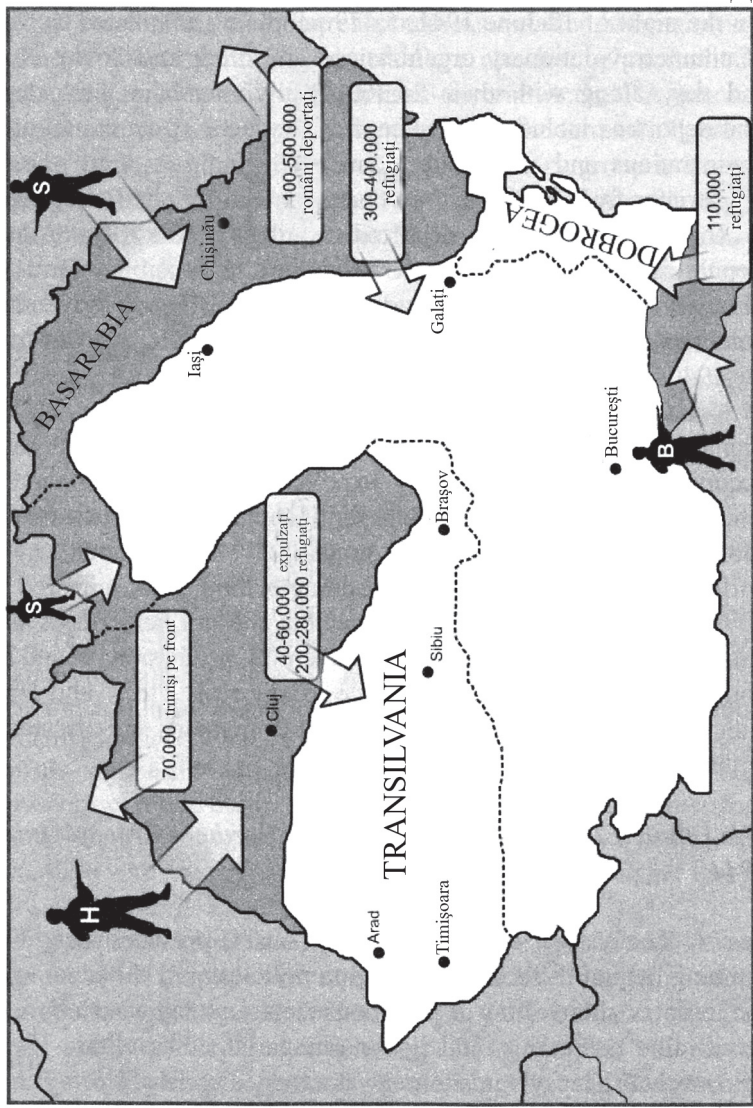 H
S
S
B
BASARABIA
Chișinău
Iași
400-500.000
români deportați
300-400.000
refugiați
Galați
DOBROGEA
110.000
refugiați
70.000 trimiși pe front
40-60.000 expulzați
200-280.000 refugiați
Cluj
TRANSILVANIA
Sibiu
Brașov
București
Arad
Timișoara